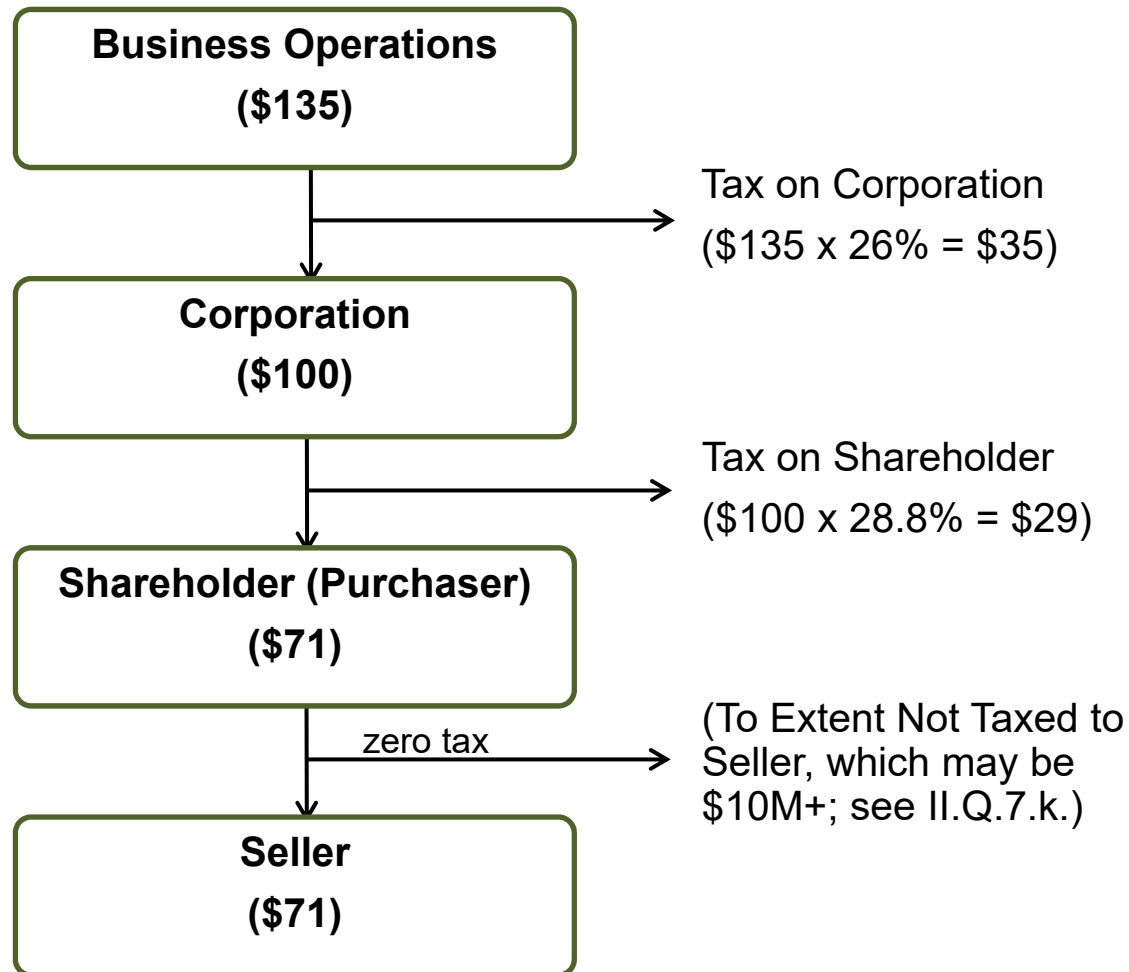 Business Operations
($135)
Tax on Corporation
($135 x 26% = $35)
Corporation
($100)
Tax on Shareholder
($100 x 28.8% = $29)
Shareholder (Purchaser)
($71)
zero tax
(To Extent Not Taxed to
Seller, which may be
$10M+; see II.Q.7.k.)
Seller
($71)